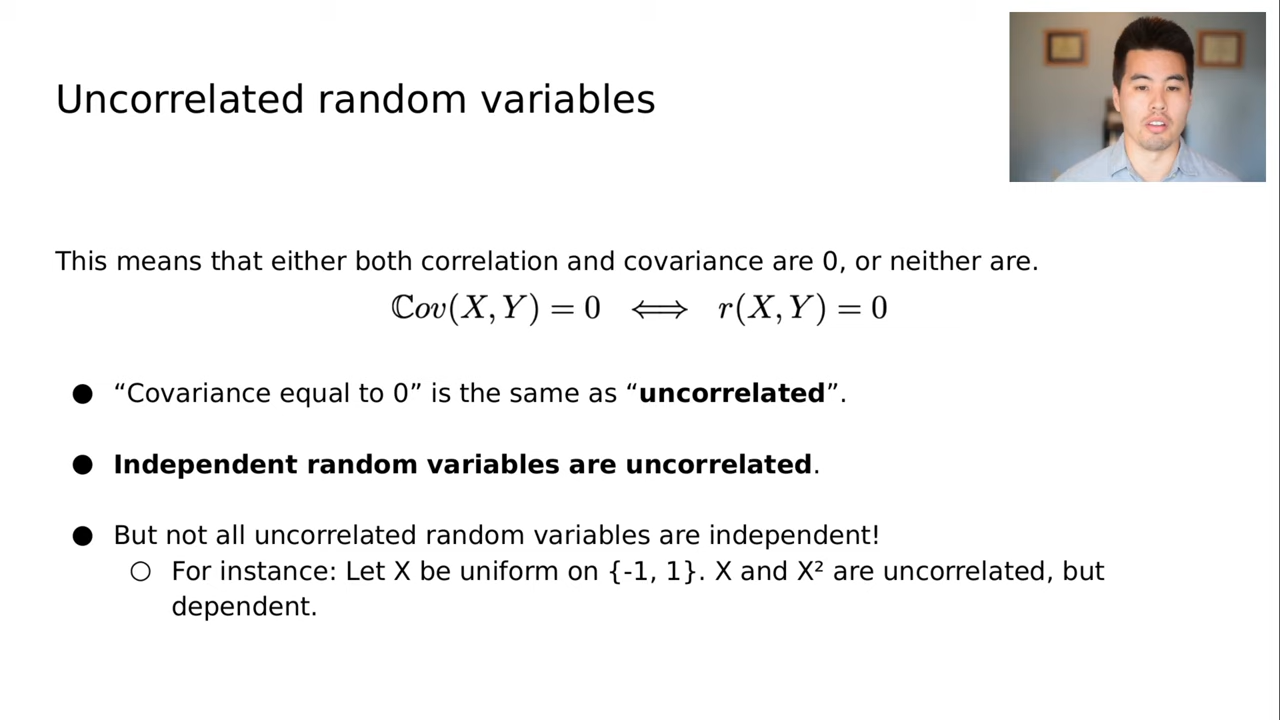 Uncorrelated random variables
This means that either both correlation and covariance are 0, or neither are.
ℂov(X, Y) = 0 ⟺ r(X, Y) = 0
● “Covariance equal to 0” is the same as “uncorrelated”.
● Independent random variables are uncorrelated.
● But not all uncorrelated random variables are independent!
○ For instance: Let X be uniform on {-1, 1}. X and X² are uncorrelated, but
dependent.